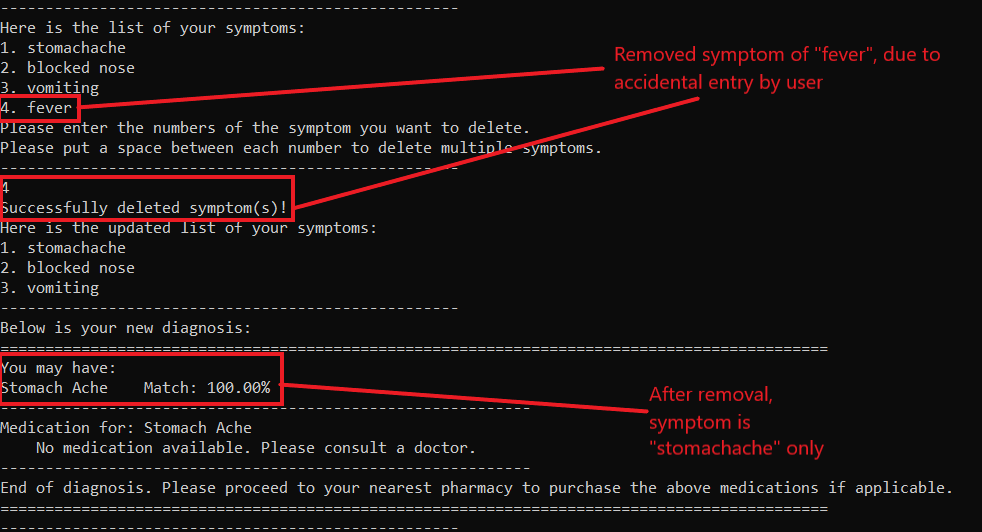 --------------------------------------------------
Here is the list of your symptoms:
1. stomachache
2. blocked nose
3. vomiting
4. fever
Please enter the numbers of the symptom you want to delete.
Please put a space between each number to delete multiple symptoms.
--------------------------------------------------
4
Successfully deleted symptom(s)!
Here is the updated list of your symptoms:
1. stomachache
2. blocked nose
3. vomiting
--------------------------------------------------
Below is your new diagnosis:
============================================================================================
You may have:
Stomach Ache    Match: 100.00%
-----------------------------------------------------------
Medication for: Stomach Ache
    No medication available. Please consult a doctor.
-----------------------------------------------------------
End of diagnosis. Please proceed to your nearest pharmacy to purchase the above medications if applicable.
============================================================================================
--------------------------------------------------
Removed symptom of "fever", due to
accidental entry by user
After removal,
symptom is
"stomachache" only